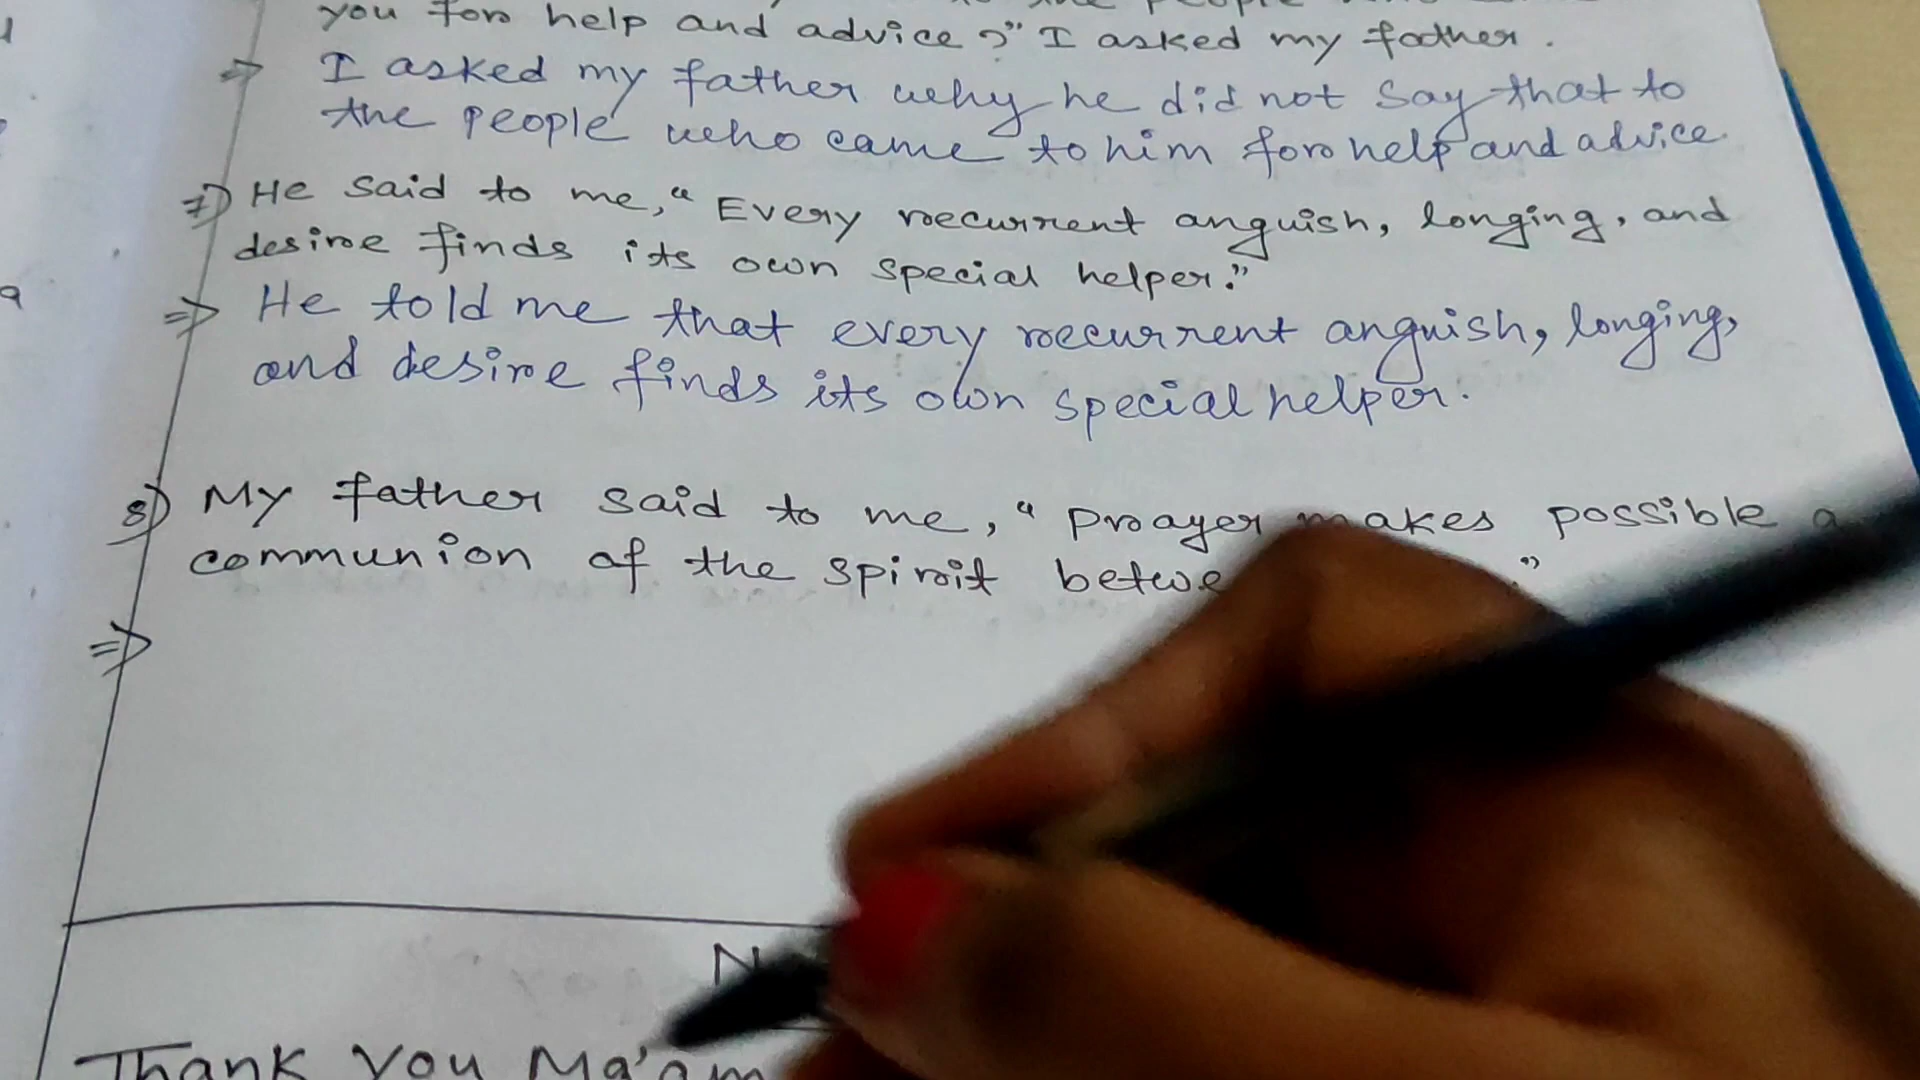 you for help and advice?" I asked my father.
=> I asked my father why he did not say that to
the people who came to him for help and advice.
7) He said to me, "Every recurrent anguish, longing, and
desire finds its own special helper."
=> He told me that every recurrent anguish, longing,
and desire finds its own special helper.
8) My father said to me, "prayer makes possible a
communion of the spirit
=>
Thank you Ma'am